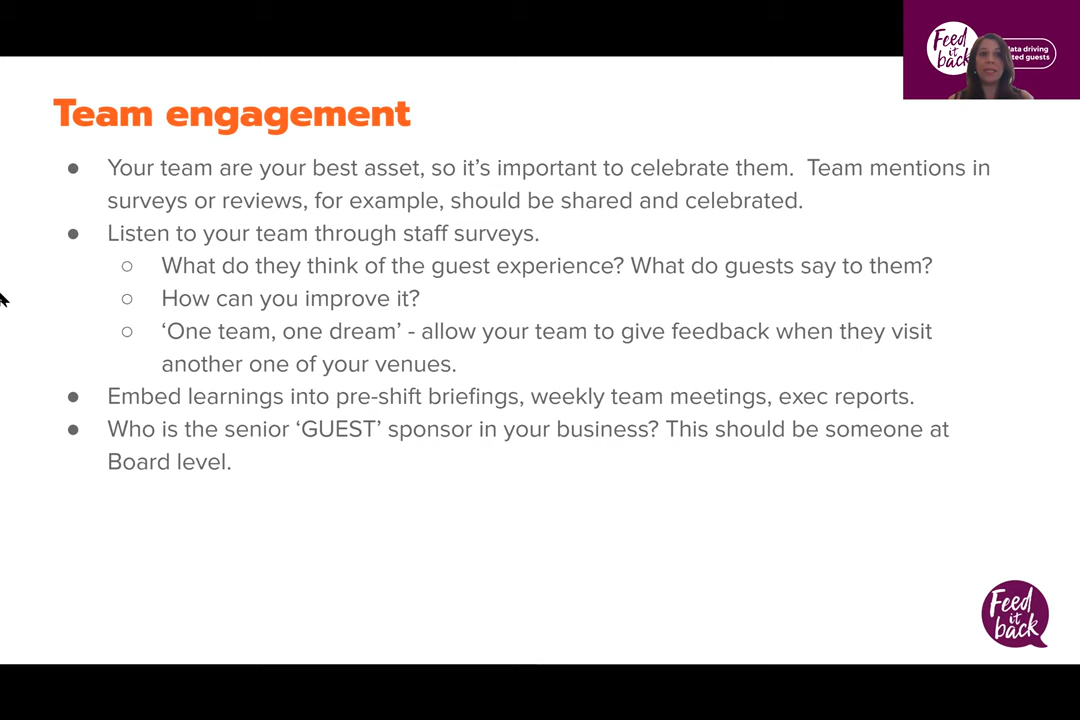 Feed
it
back
data driving
ted guests
Team engagement
● Your team are your best asset, so it’s important to celebrate them. Team mentions in
surveys or reviews, for example, should be shared and celebrated.
● Listen to your team through staff surveys.
○ What do they think of the guest experience? What do guests say to them?
○ How can you improve it?
○ ‘One team, one dream’ - allow your team to give feedback when they visit
another one of your venues.
● Embed learnings into pre-shift briefings, weekly team meetings, exec reports.
● Who is the senior ‘GUEST’ sponsor in your business? This should be someone at
Board level.
Feed
it
back